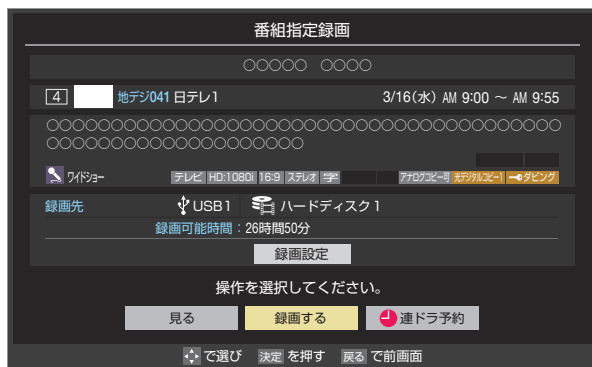 番組指定録画
○○○○○ ○○○○
4 地デジ041 日テレ1 3/16(水) AM 9:00 ～ AM 9:55
○○○○○○○○○○○○○○○○○○○○○○○○○○○○○○○○○○
○○○○○○○○○○○○○○○○○
ワイドショー テレビ HD:1080i 16:9 ステレオ 字 アナログコピー可 光デジタルコピー1 ダビング
録画先 USB1 ハードディスク1
録画可能時間：26時間50分
録画設定
操作を選択してください。
見る 録画する 連ドラ予約
で選び 決定 を押す 戻る で前画面